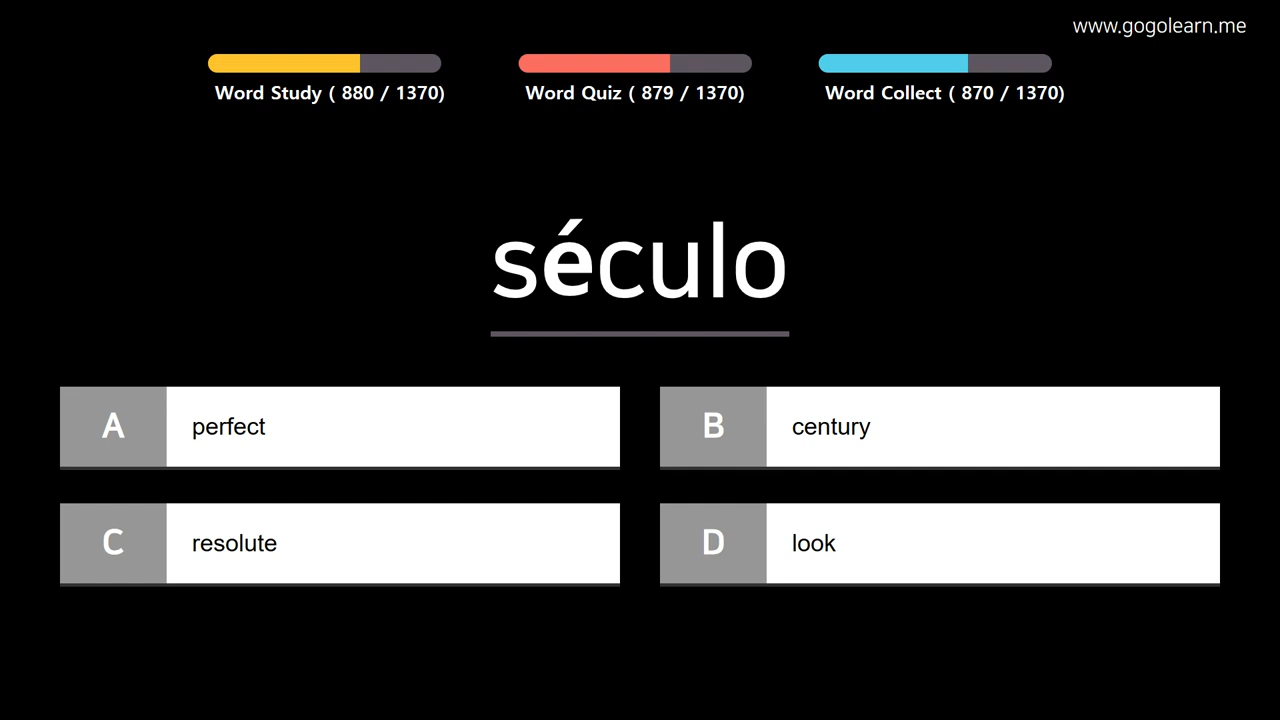 www.gogolearn.me
Word Study ( 880 / 1370)
Word Quiz ( 879 / 1370)
Word Collect ( 870 / 1370)
século
A perfect
B century
C resolute
D look